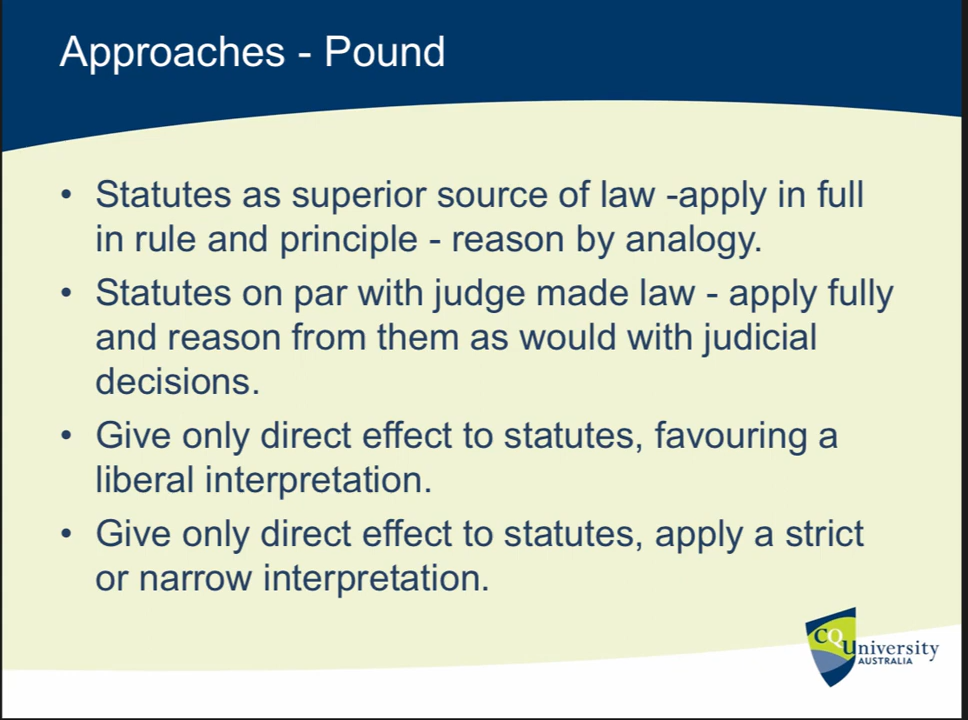 Approaches - Pound
• Statutes as superior source of law -apply in full
in rule and principle - reason by analogy.
• Statutes on par with judge made law - apply fully
and reason from them as would with judicial
decisions.
• Give only direct effect to statutes, favouring a
liberal interpretation.
• Give only direct effect to statutes, apply a strict
or narrow interpretation.
CQUniversity
AUSTRALIA